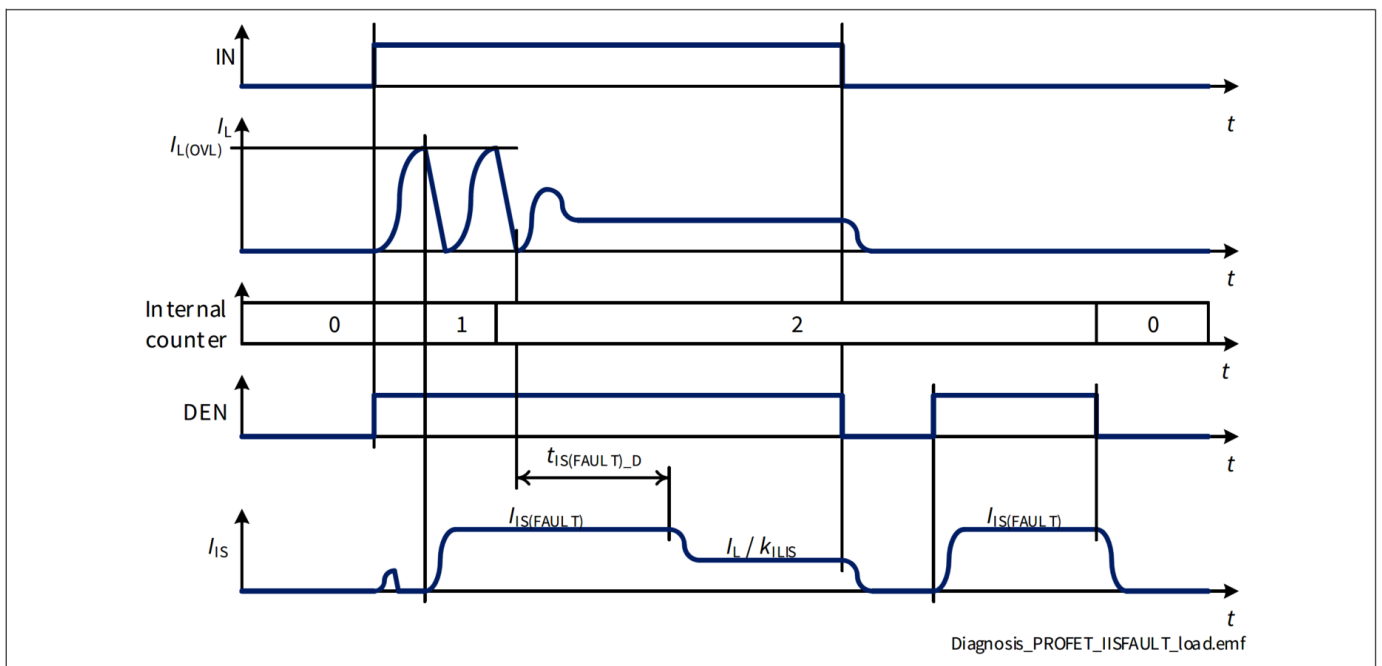 IN
t
IL
IL(OVL)
t
Internal
counter
0
1
2
0
t
DEN
t
tIS(FAULT)_D
IIS(FAULT)
IIS(FAULT)
IIS
IL / kILIS
t
Diagnosis_PROFET_IISFAULT_load.emf